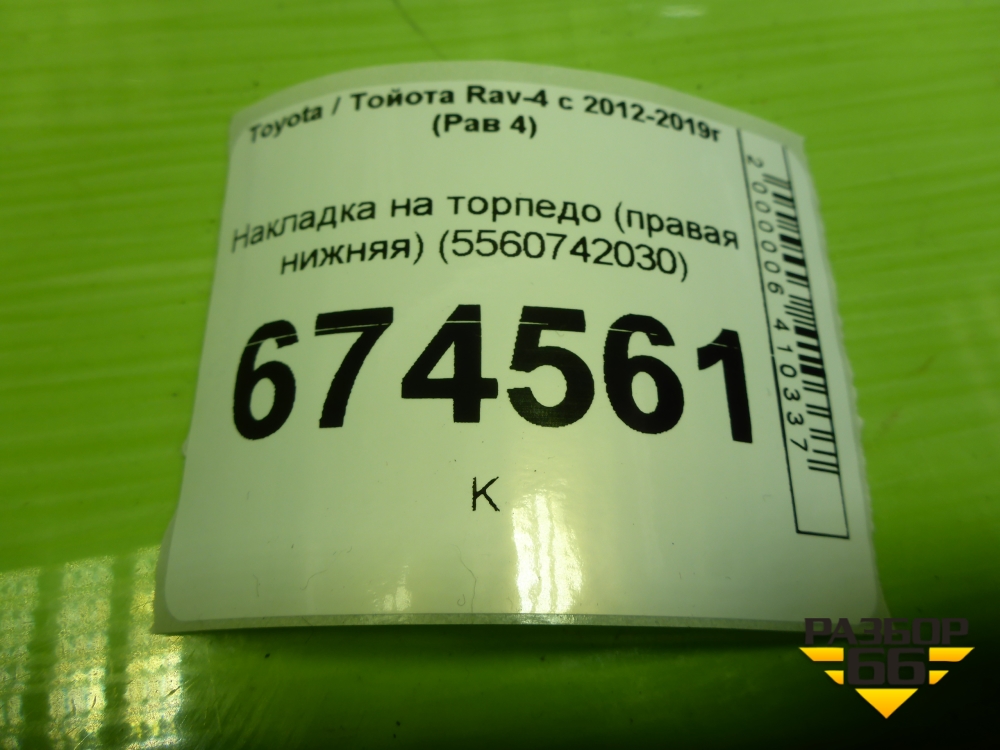 Toyota / Тойота Rav-4 с 2012-2019г
(Рав 4)
Накладка на торпедо (правая
нижняя) (5560742030)
674561
К
2000006410337
РАЗБОР
66